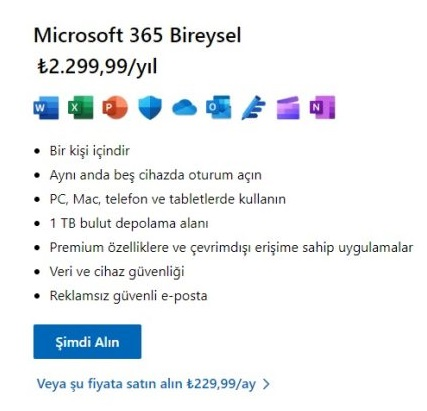 Microsoft 365 Bireysel
₺2.299,99/yıl
W X P O N
• Bir kişi içindir
• Aynı anda beş cihazda oturum açın
• PC, Mac, telefon ve tabletlerde kullanın
• 1 TB bulut depolama alanı
• Premium özelliklere ve çevrimdışı erişime sahip uygulamalar
• Veri ve cihaz güvenliği
• Reklamsız güvenli e-posta
Şimdi Alın
Veya şu fiyata satın alın ₺229,99/ay >